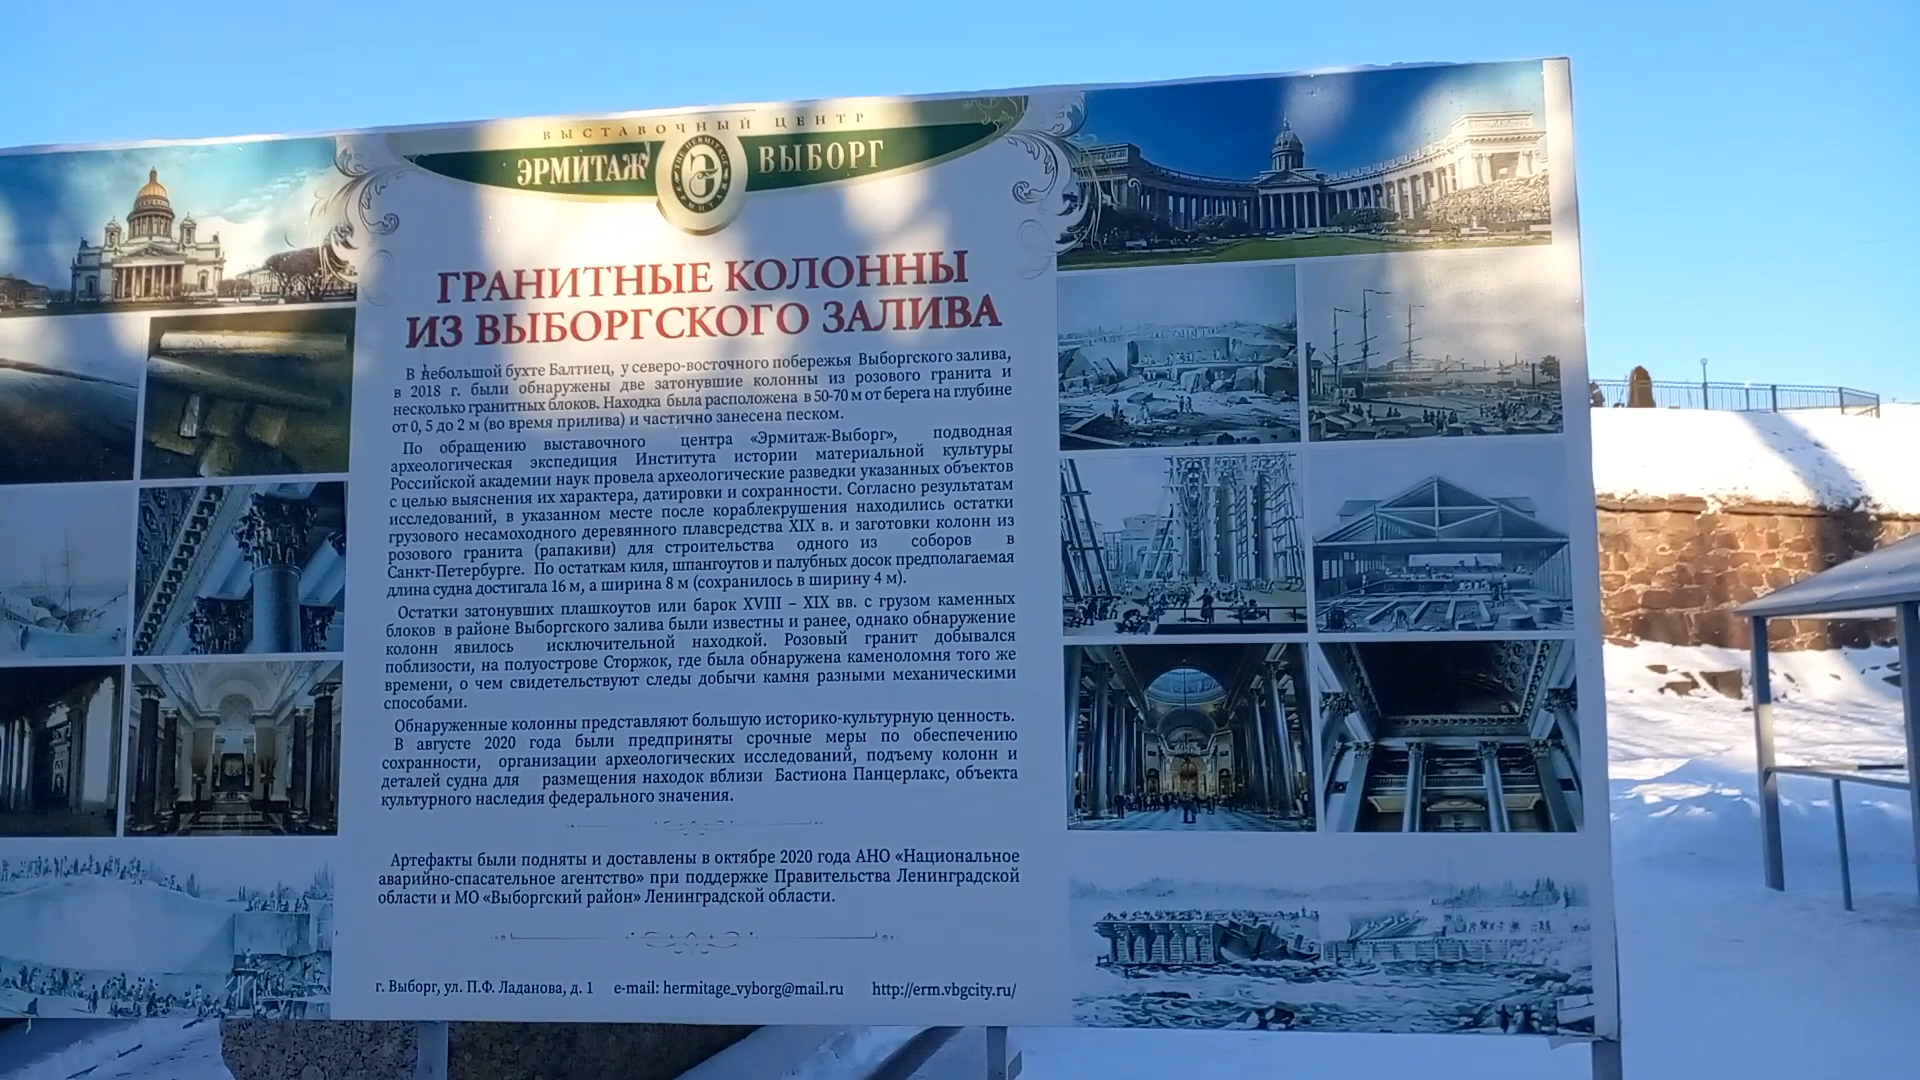 ВЫСТАВОЧНЫЙ ЦЕНТР
ЭРМИТАЖ ВЫБОРГ
ГРАНИТНЫЕ КОЛОННЫ
ИЗ ВЫБОРГСКОГО ЗАЛИВА
В небольшой бухте Балтиец, у северо-восточного побережья Выборгского залива,
в 2018 г. были обнаружены две затонувшие колонны из розового гранита и
несколько гранитных блоков. Находка была расположена в 50-70 м от берега на глубине
от 0, 5 до 2 м (во время прилива) и частично занесена песком.
По обращению выставочного центра «Эрмитаж-Выборг», подводная
археологическая экспедиция Института истории материальной культуры
Российской академии наук провела археологические разведки указанных объектов
с целью выяснения их характера, датировки и сохранности. Согласно результатам
исследований, в указанном месте после кораблекрушения находились остатки
грузового несамоходного деревянного плавсредства XIX в. и заготовки колонн из
розового гранита (рапакиви) для строительства одного из соборов в
Санкт-Петербурге. По остаткам киля, шпангоутов и палубных досок предполагаемая
длина судна достигала 16 м, а ширина 8 м (сохранилось в ширину 4 м).
Остатки затонувших плашкоутов или барок XVIII – XIX вв. с грузом каменных
блоков в районе Выборгского залива были известны и ранее, однако обнаружение
колонн явилось исключительной находкой. Розовый гранит добывался
поблизости, на полуострове Сторжок, где была обнаружена каменоломня того же
времени, о чем свидетельствуют следы добычи камня разными механическими
способами.
Обнаруженные колонны представляют большую историко-культурную ценность.
В августе 2020 года были предприняты срочные меры по обеспечению
сохранности, организации археологических исследований, подъему колонн и
деталей судна для размещения находок вблизи Бастиона Панцерлакс, объекта
культурного наследия федерального значения.
Артефакты были подняты и доставлены в октябре 2020 года АНО «Национальное
аварийно-спасательное агентство» при поддержке Правительства Ленинградской
области и МО «Выборгский район» Ленинградской области.
г. Выборг, ул. П.Ф. Ладанова, д. 1 e-mail: hermitage_vyborg@mail.ru http://erm.vbgcity.ru/